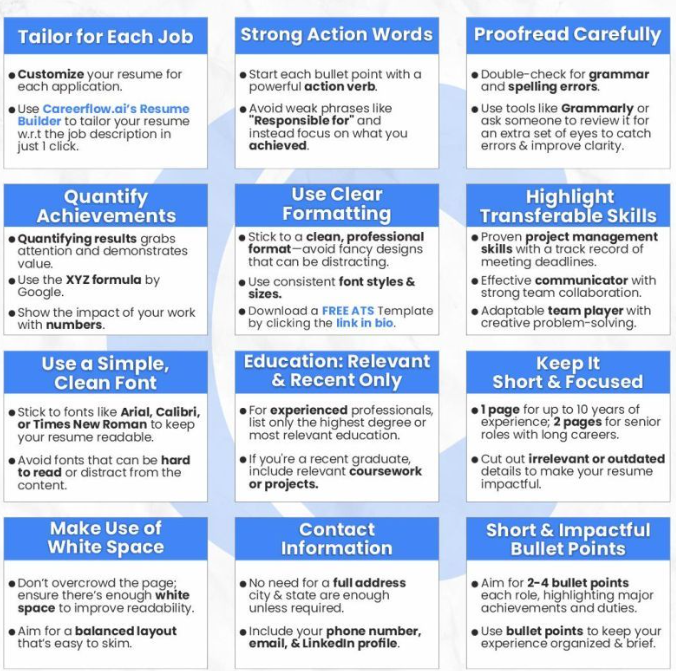 Tailor for Each Job
● Customize your resume for
each application.
● Use Careerflow.ai's Resume
Builder to tailor your resume
w.r.t the job description in
just 1 click.
Strong Action Words
● Start each bullet point with a
powerful action verb.
● Avoid weak phrases like
"Responsible for" and
instead focus on what you
achieved.
Proofread Carefully
● Double-check for grammar
and spelling errors.
● Use tools like Grammarly or
ask someone to review it for
an extra set of eyes to catch
errors & improve clarity.
Quantify
Achievements
● Quantifying results grabs
attention and demonstrates
value.
● Use the XYZ formula by
Google.
● Show the impact of your work
with numbers.
Use Clear
Formatting
● Stick to a clean, professional
format—avoid fancy designs
that can be distracting.
● Use consistent font styles &
sizes.
● Download a FREE ATS Template
by clicking the link in bio.
Highlight
Transferable Skills
● Proven project management
skills with a track record of
meeting deadlines.
● Effective communicator with
strong team collaboration.
● Adaptable team player with
creative problem-solving.
Use a Simple,
Clean Font
● Stick to fonts like Arial, Calibri,
or Times New Roman to keep
your resume readable.
● Avoid fonts that can be hard
to read or distract from the
content.
Education: Relevant
& Recent Only
● For experienced professionals,
list only the highest degree or
most relevant education.
● If you're a recent graduate,
include relevant coursework
or projects.
Keep It
Short & Focused
● 1 page for up to 10 years of
experience; 2 pages for senior
roles with long careers.
● Cut out irrelevant or outdated
details to make your resume
impactful.
Make Use of
White Space
● Don't overcrowd the page;
ensure there's enough white
space to improve readability.
● Aim for a balanced layout
that's easy to skim.
Contact
Information
● No need for a full address
city & state are enough
unless required.
● Include your phone number,
email, & LinkedIn profile.
Short & Impactful
Bullet Points
● Aim for 2-4 bullet points
each role, highlighting major
achievements and duties.
● Use bullet points to keep your
experience organized & brief.